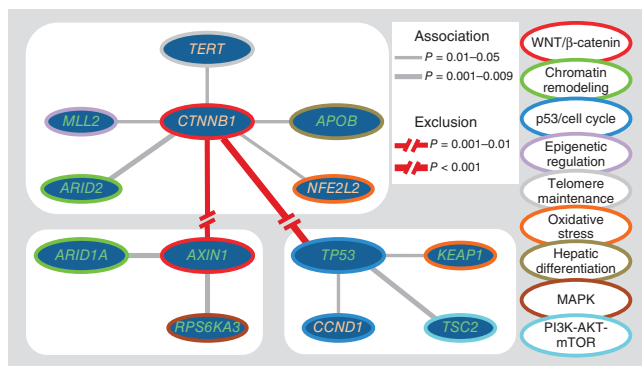 TERT
MLL2
CTNNB1
APOB
ARID2
NFE2L2
ARID1A
AXIN1
RPS6KA3
TP53
KEAP1
CCND1
TSC2
Association
P = 0.01–0.05
P = 0.001–0.009
Exclusion
P = 0.001–0.01
P < 0.001
WNT/β-catenin
Chromatin
remodeling
p53/cell cycle
Epigenetic
regulation
Telomere
maintenance
Oxidative
stress
Hepatic
differentiation
MAPK
PI3K-AKT-
mTOR